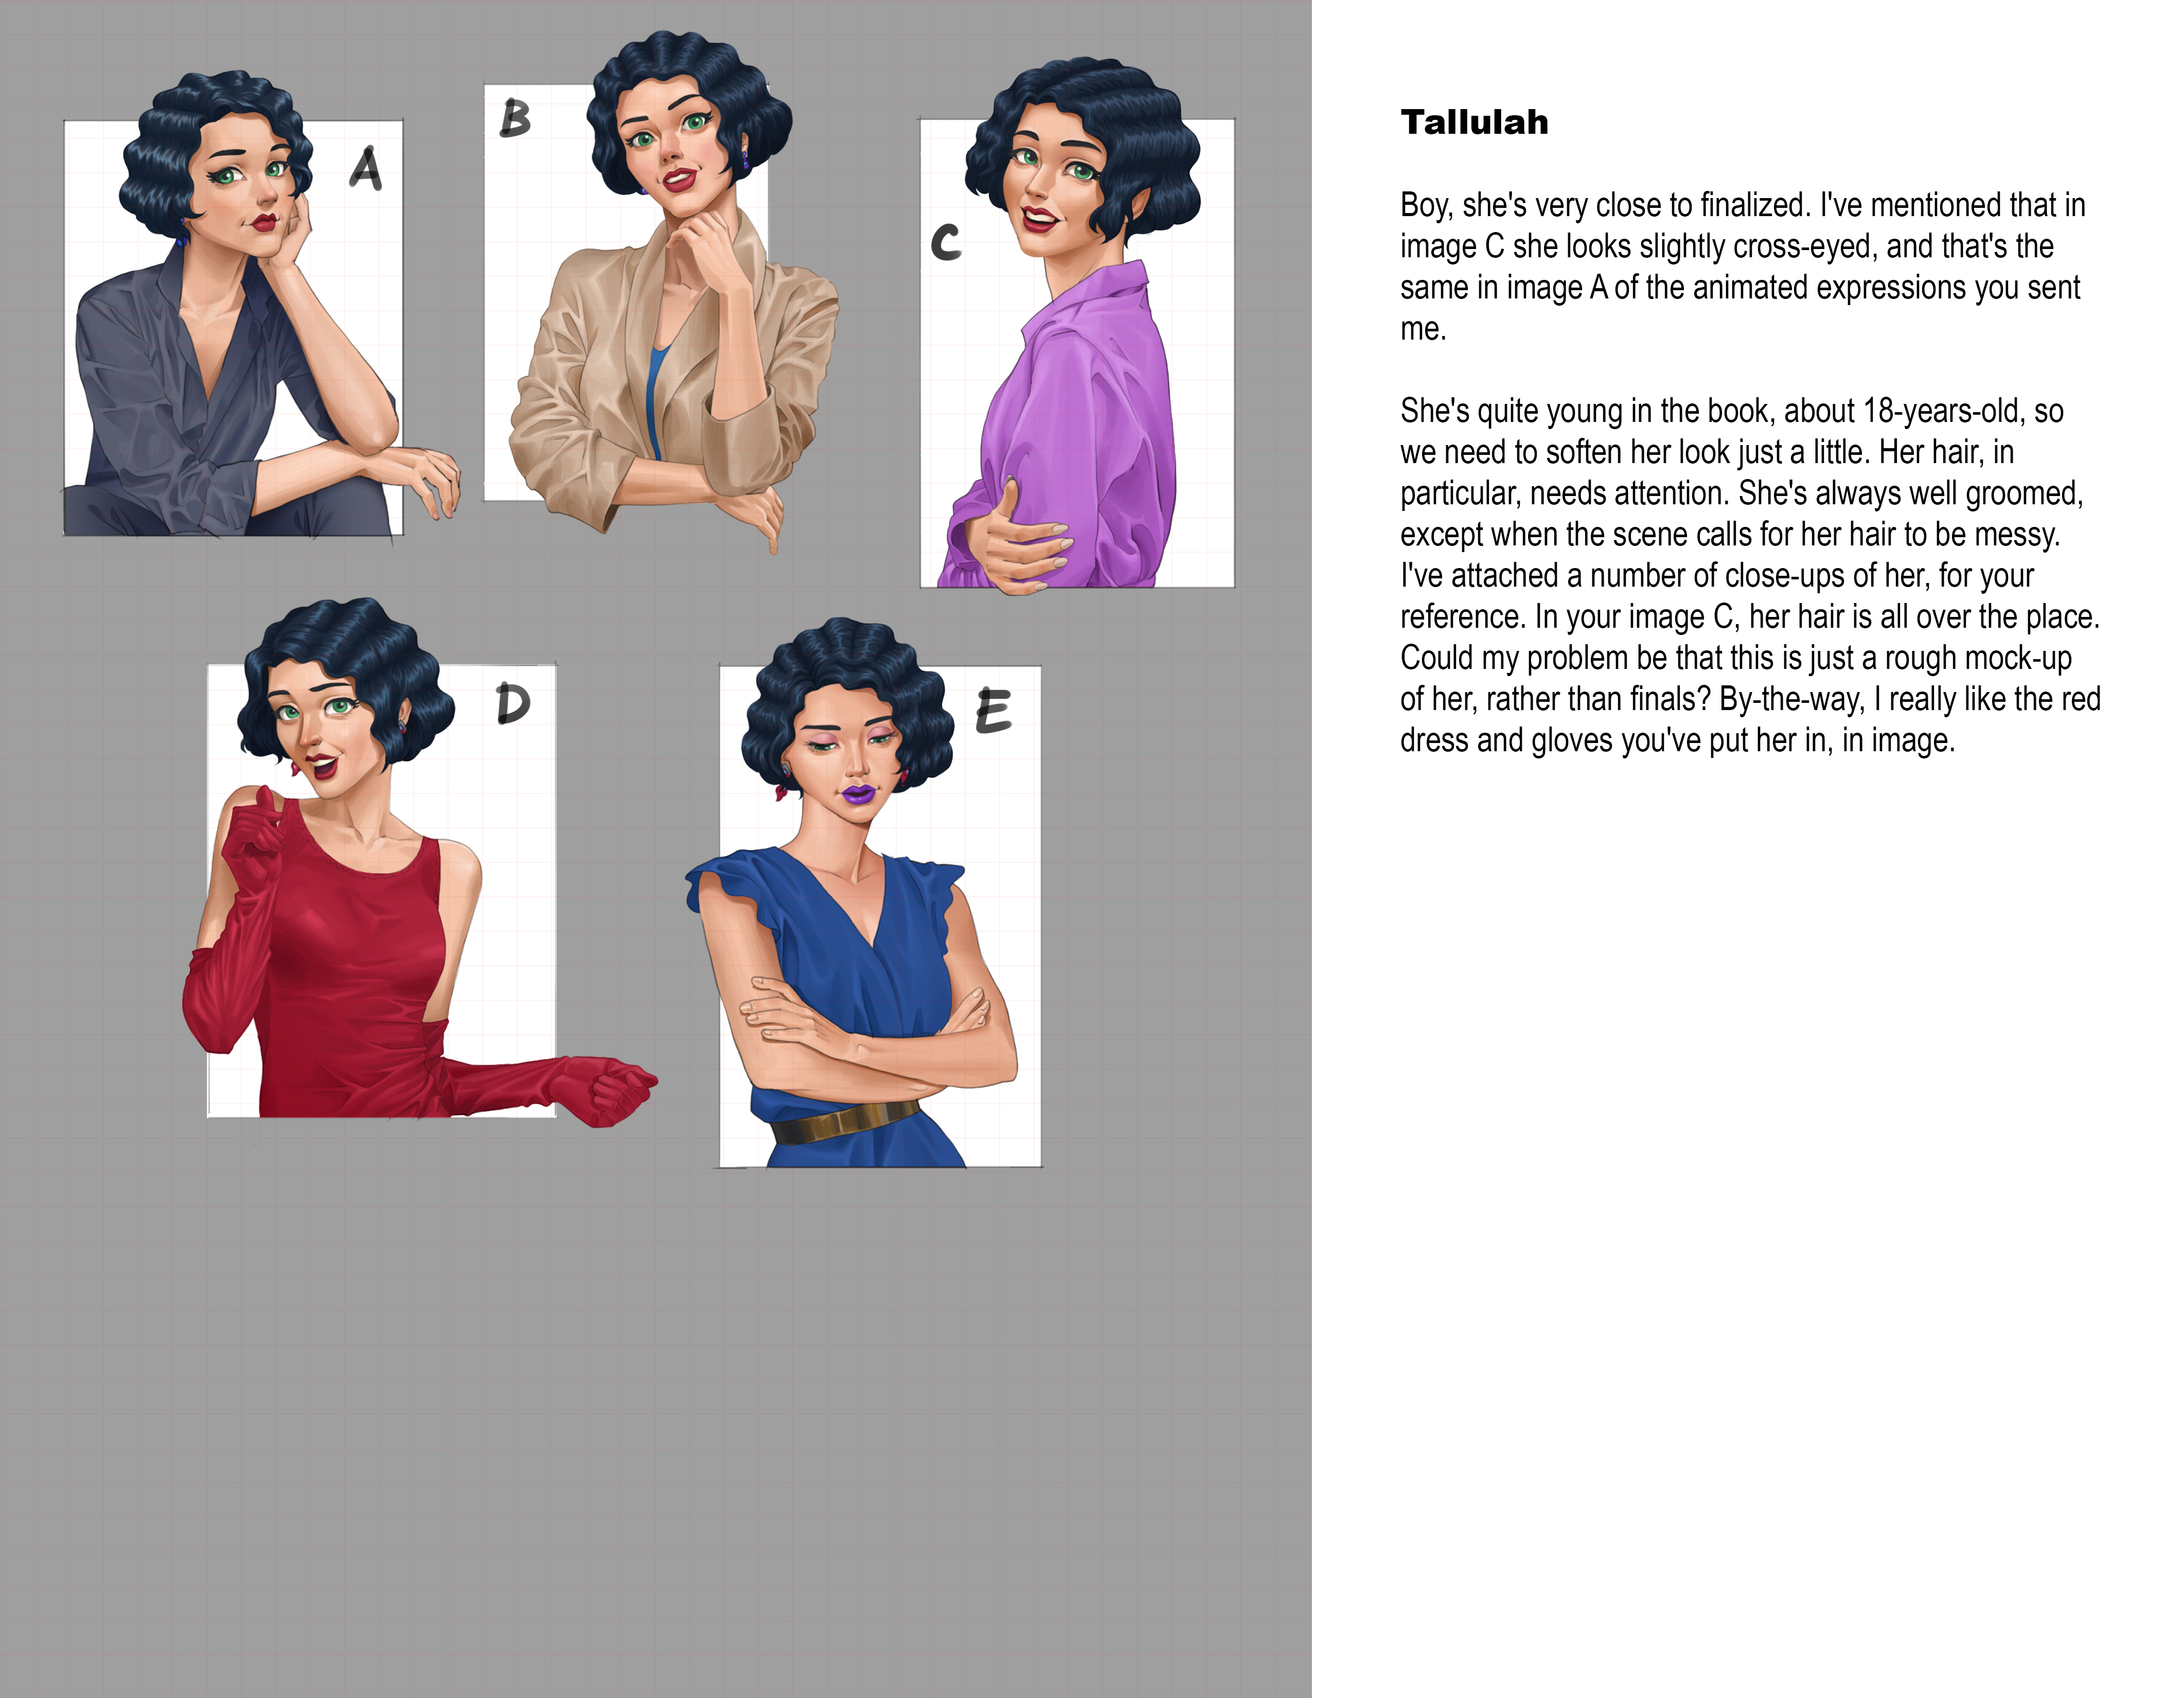 A
B
C
D
E
Tallulah
Boy, she's very close to finalized. I've mentioned that in
image C she looks slightly cross-eyed, and that's the
same in image A of the animated expressions you sent
me.
She's quite young in the book, about 18-years-old, so
we need to soften her look just a little. Her hair, in
particular, needs attention. She's always well groomed,
except when the scene calls for her hair to be messy.
I've attached a number of close-ups of her, for your
reference. In your image C, her hair is all over the place.
Could my problem be that this is just a rough mock-up
of her, rather than finals? By-the-way, I really like the red
dress and gloves you've put her in, in image.